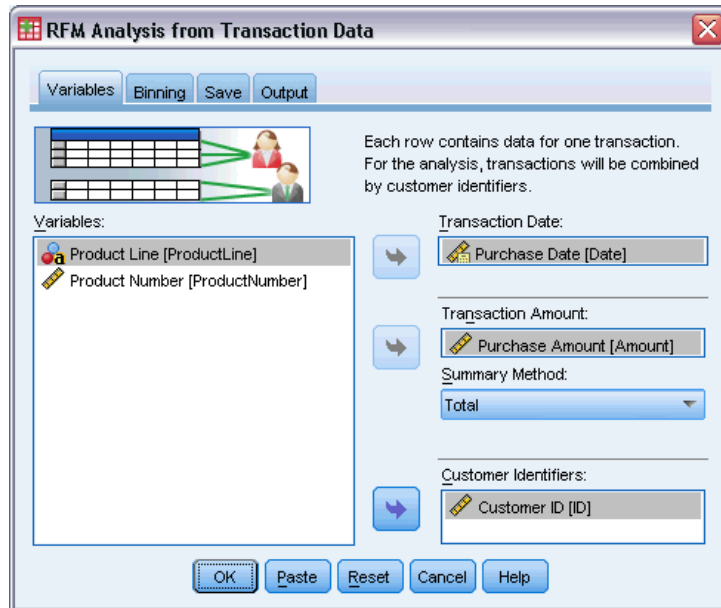 RFM Analysis from Transaction Data
Variables
Binning
Save
Output
Each row contains data for one transaction.
For the analysis, transactions will be combined
by customer identifiers.
Variables:
Product Line [ProductLine]
Product Number [ProductNumber]
Transaction Date:
Purchase Date [Date]
Transaction Amount:
Purchase Amount [Amount]
Summary Method:
Total
Customer Identifiers:
Customer ID [ID]
OK
Paste
Reset
Cancel
Help